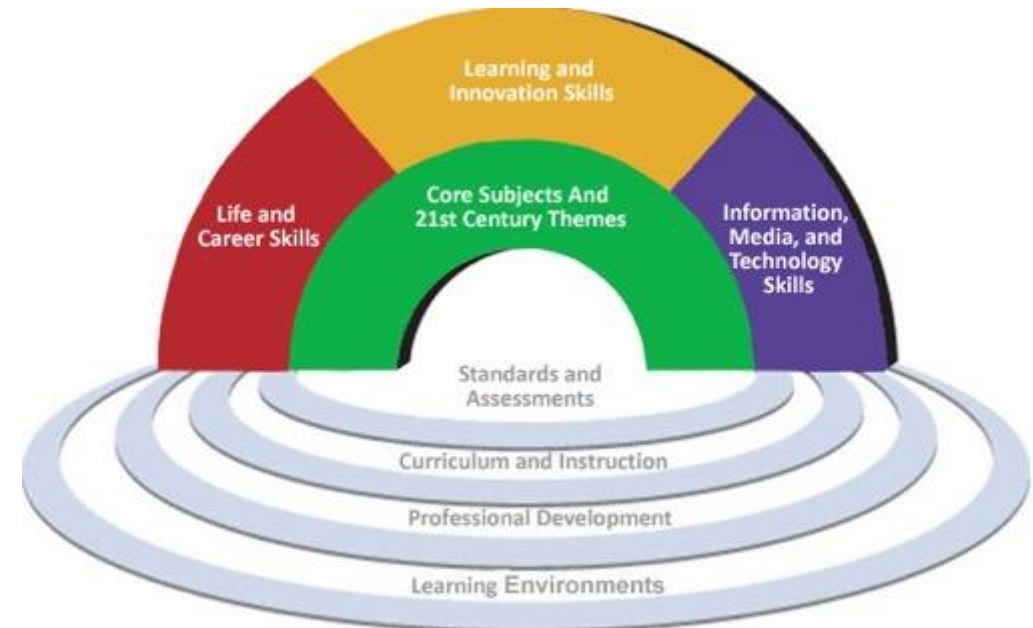 Learning and
Innovation Skills
Core Subjects And
21st Century Themes
Life and
Career Skills
Information,
Media, and
Technology
Skills
Standards and
Assessments
Curriculum and Instruction
Professional Development
Learning Environments